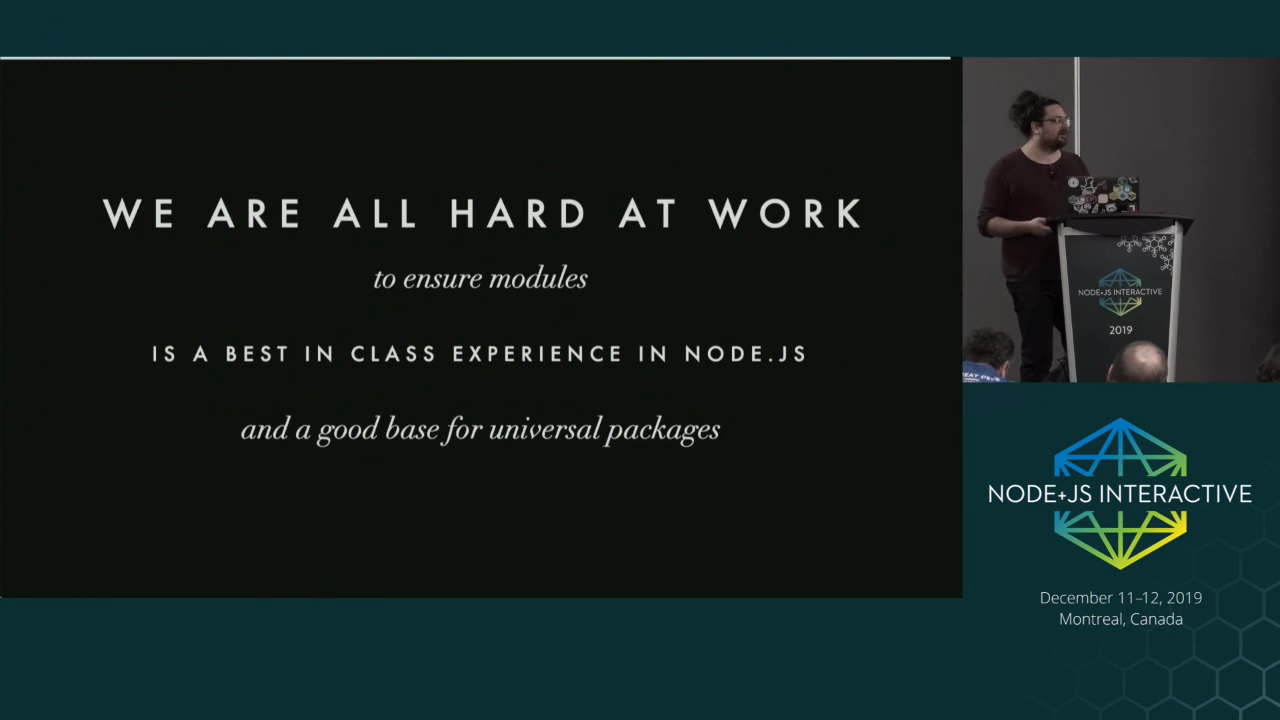 WE ARE ALL HARD AT WORK
to ensure modules
IS A BEST IN CLASS EXPERIENCE IN NODE.JS
and a good base for universal packages
NODE+JS INTERACTIVE
2019
NODE+JS INTERACTIVE
December 11–12, 2019
Montreal, Canada